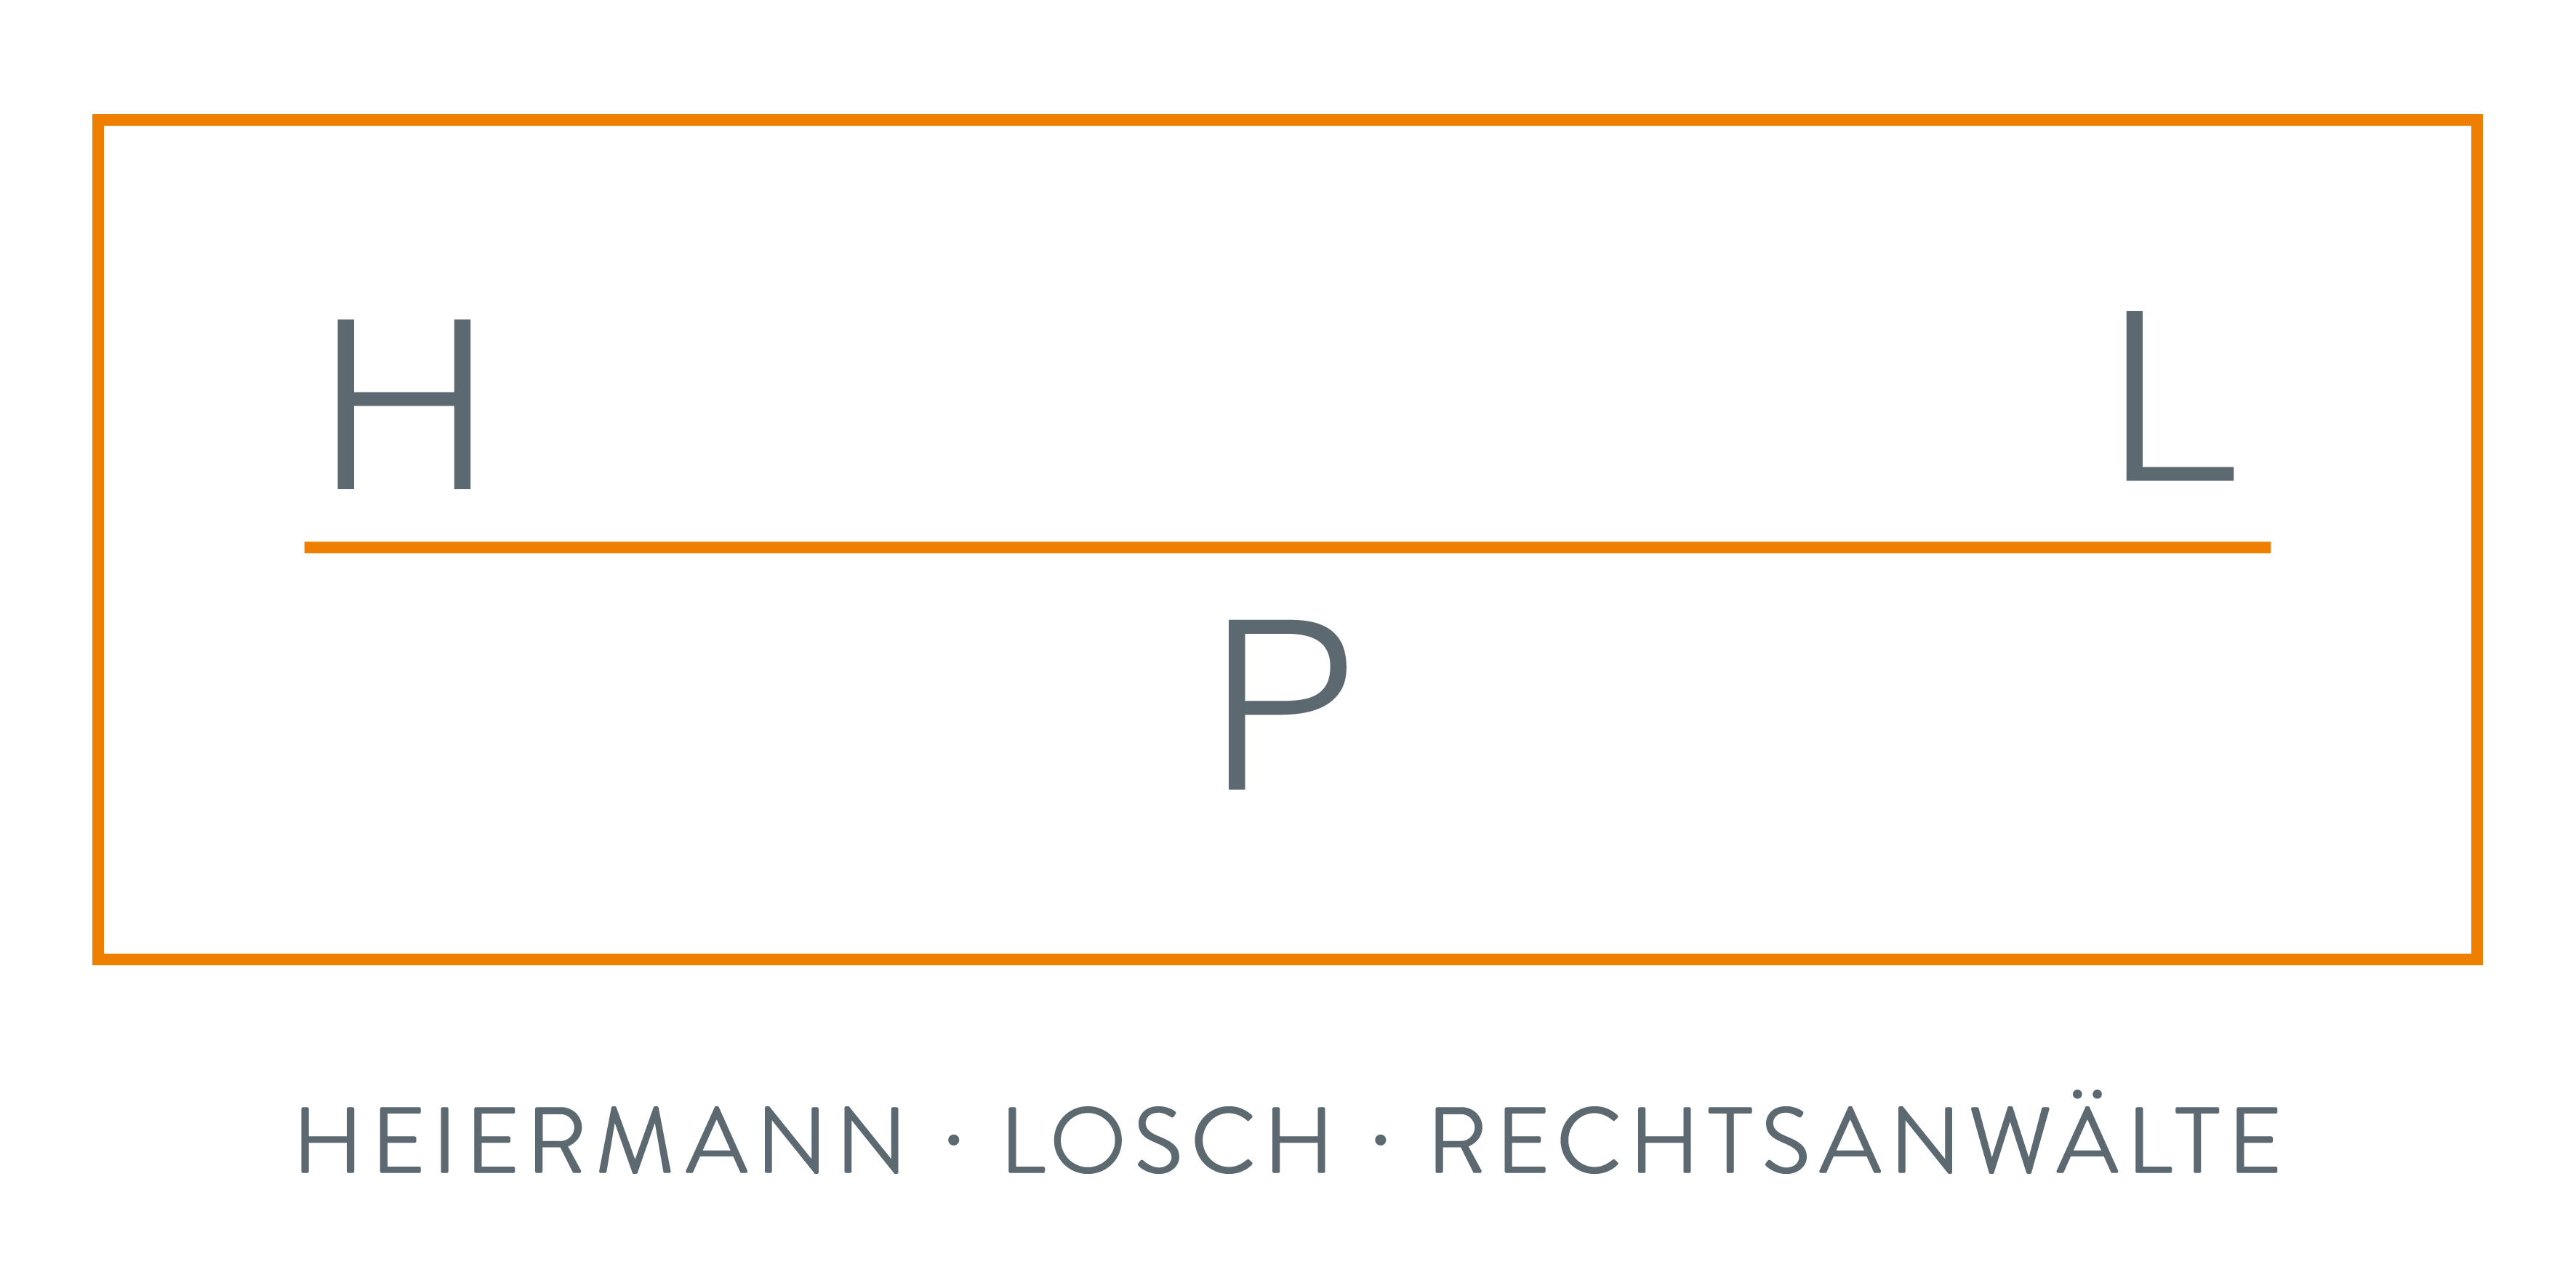 H L
P
HEIERMANN · LOSCH · RECHTSANWÄLTE